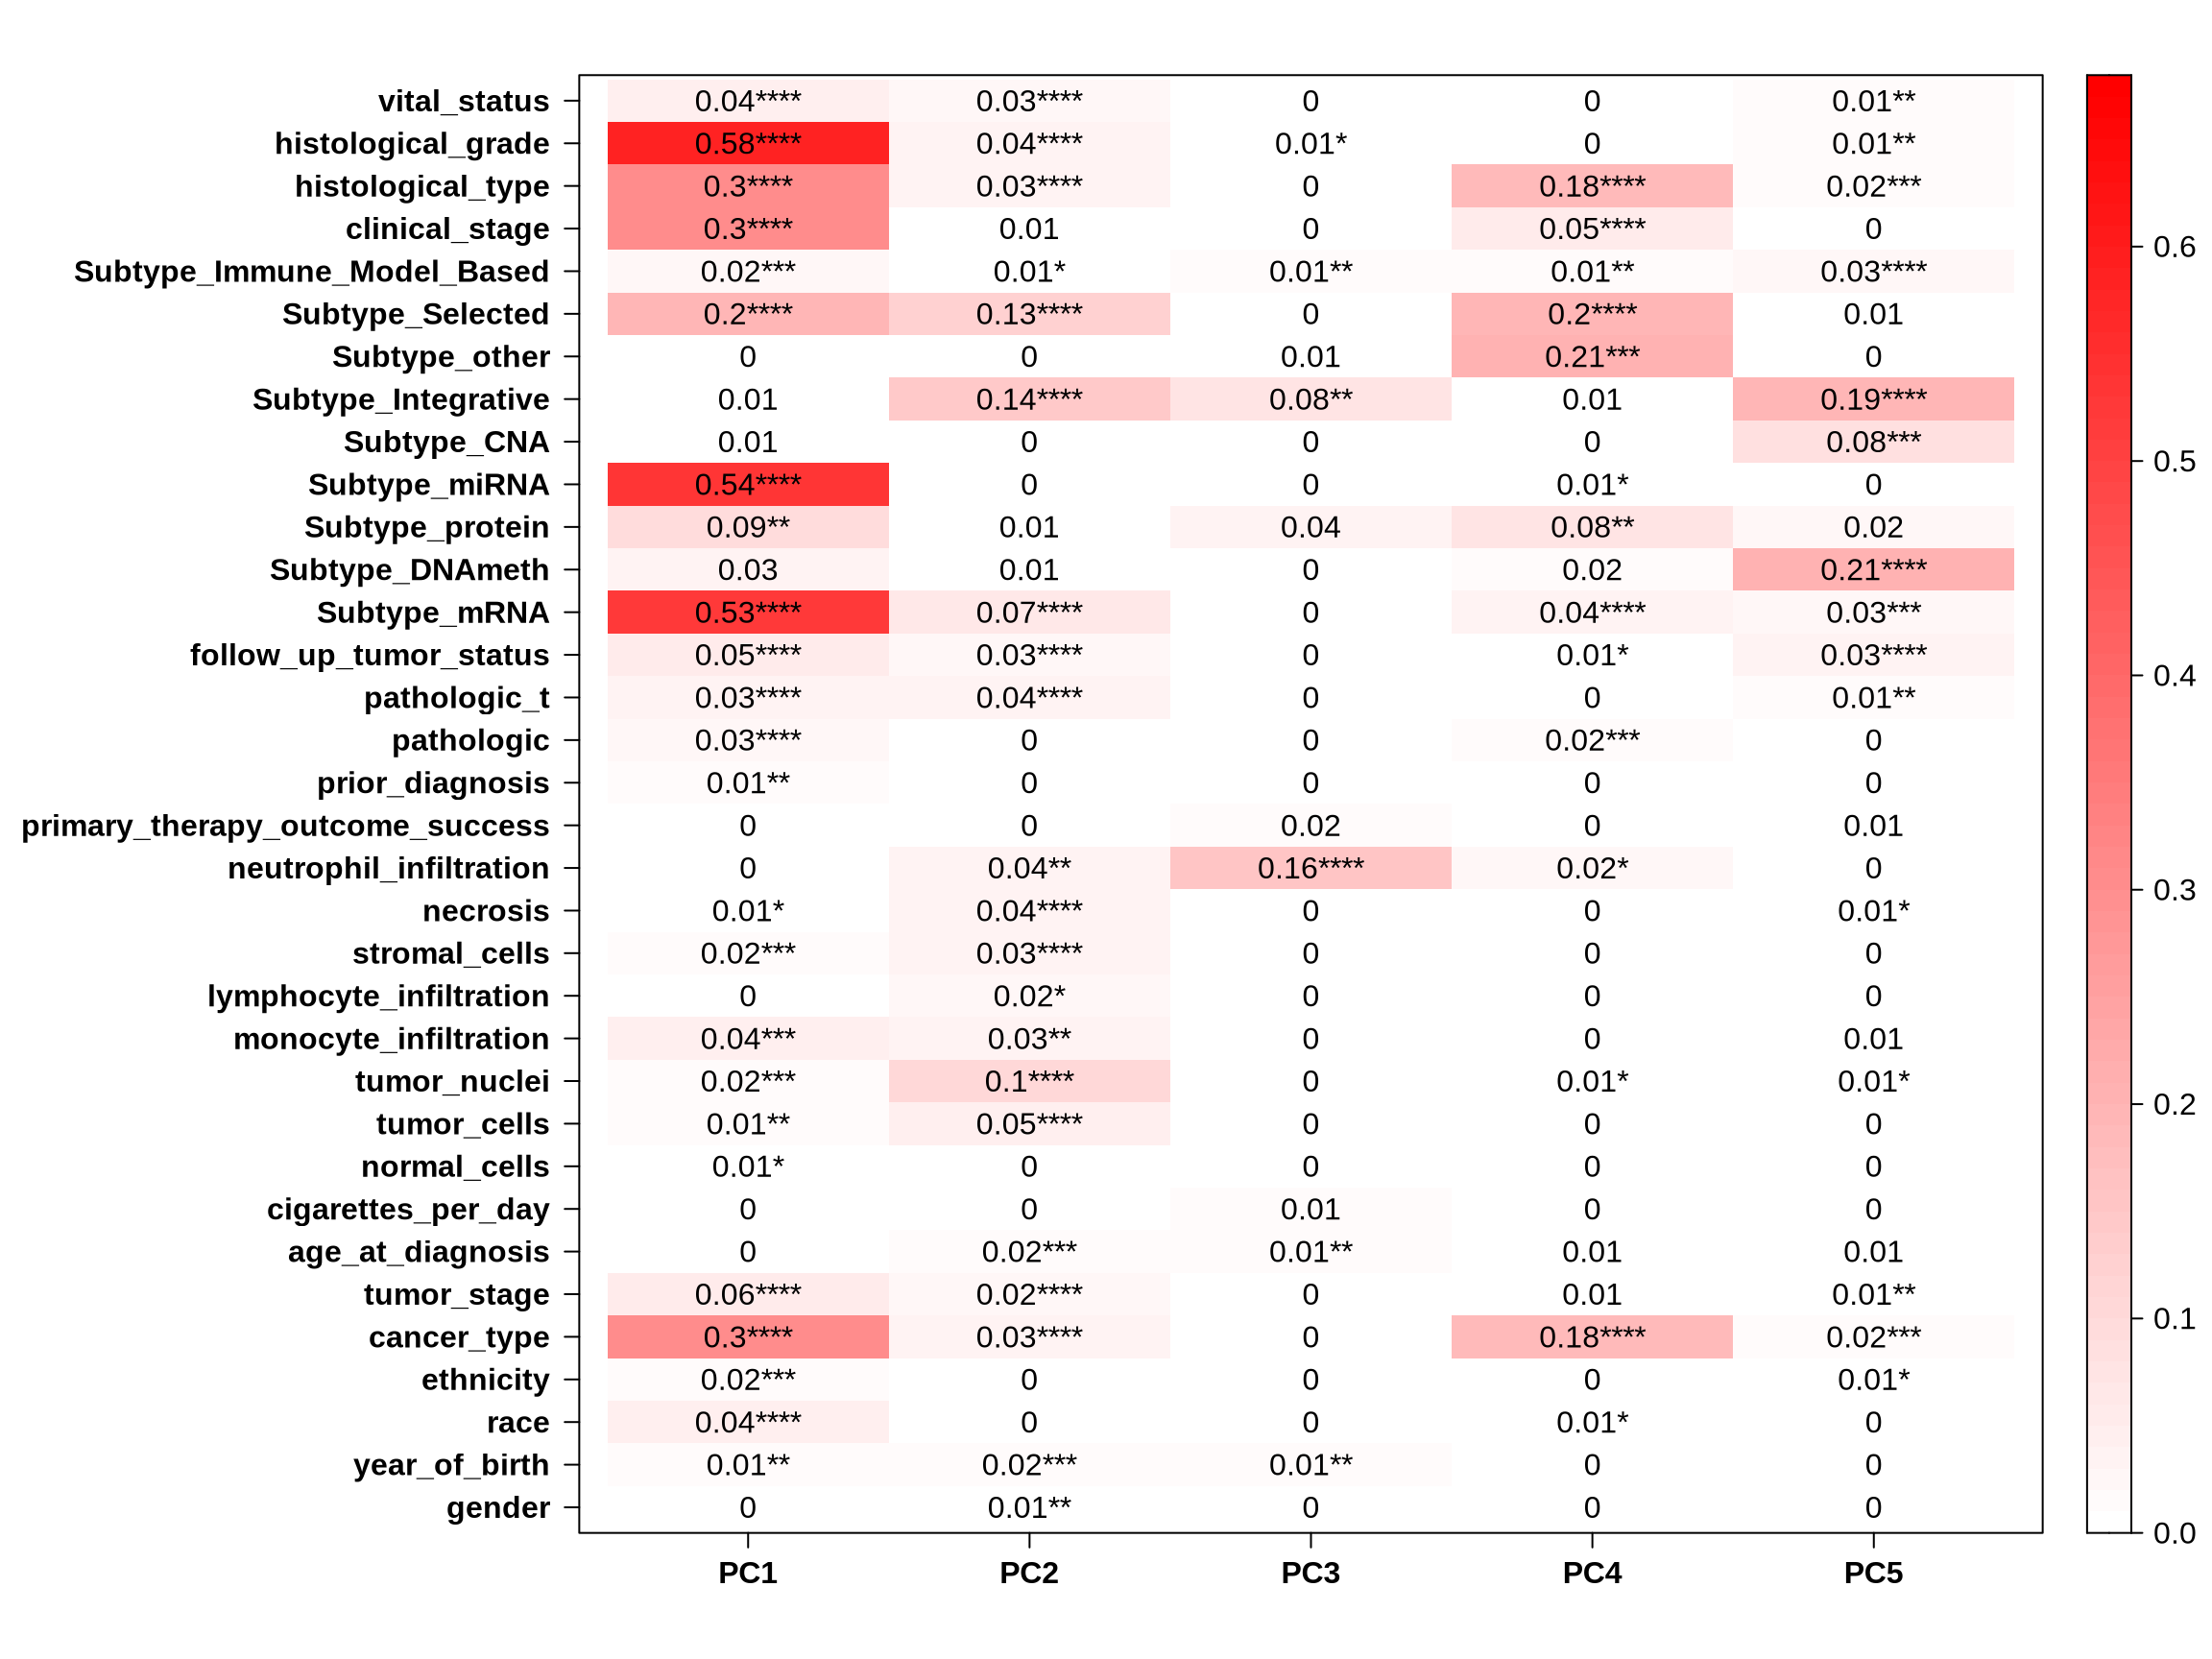 vital_status 0.04**** 0.03**** 0 0 0.01**
histological_grade 0.58**** 0.04**** 0.01* 0 0.01**
histological_type 0.3**** 0.03**** 0 0.18**** 0.02***
clinical_stage 0.3**** 0.01 0 0.05**** 0
0.6
Subtype_Immune_Model_Based 0.02*** 0.01* 0.01** 0.01** 0.03****
Subtype_Selected 0.2**** 0.13**** 0 0.2**** 0.01
Subtype_other 0 0 0.01 0.21*** 0
Subtype_Integrative 0.01 0.14**** 0.08** 0.01 0.19****
Subtype_CNA 0.01 0 0 0 0.08***
0.5
Subtype_miRNA 0.54**** 0 0 0.01* 0
Subtype_protein 0.09** 0.01 0.04 0.08** 0.02
Subtype_DNAmeth 0.03 0.01 0 0.02 0.21****
Subtype_mRNA 0.53**** 0.07**** 0 0.04**** 0.03***
follow_up_tumor_status 0.05**** 0.03**** 0 0.01* 0.03****
0.4
pathologic_t 0.03**** 0.04**** 0 0 0.01**
pathologic 0.03**** 0 0 0.02*** 0
prior_diagnosis 0.01** 0 0 0 0
primary_therapy_outcome_success 0 0 0.02 0 0.01
neutrophil_infiltration 0 0.04** 0.16**** 0.02* 0
0.3
necrosis 0.01* 0.04**** 0 0 0.01*
stromal_cells 0.02*** 0.03**** 0 0 0
lymphocyte_infiltration 0 0.02* 0 0 0
monocyte_infiltration 0.04*** 0.03** 0 0 0.01
tumor_nuclei 0.02*** 0.1**** 0 0.01* 0.01*
0.2
tumor_cells 0.01** 0.05**** 0 0 0
normal_cells 0.01* 0 0 0 0
cigarettes_per_day 0 0 0.01 0 0
age_at_diagnosis 0 0.02*** 0.01** 0.01 0.01
tumor_stage 0.06**** 0.02**** 0 0.01 0.01**
0.1
cancer_type 0.3**** 0.03**** 0 0.18**** 0.02***
ethnicity 0.02*** 0 0 0 0.01*
race 0.04**** 0 0 0.01* 0
year_of_birth 0.01** 0.02*** 0.01** 0 0
gender 0 0.01** 0 0 0
0.0
PC1 PC2 PC3 PC4 PC5